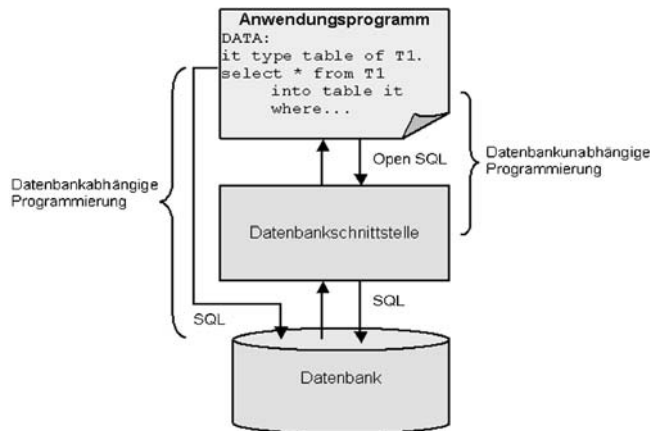 Anwendungsprogramm
DATA:
it type table of T1.
select * from T1
into table it
where...
Open SQL
Datenbankunabhängige
Programmierung
Datenbankabhängige
Programmierung
Datenbankschnittstelle
SQL
SQL
Datenbank